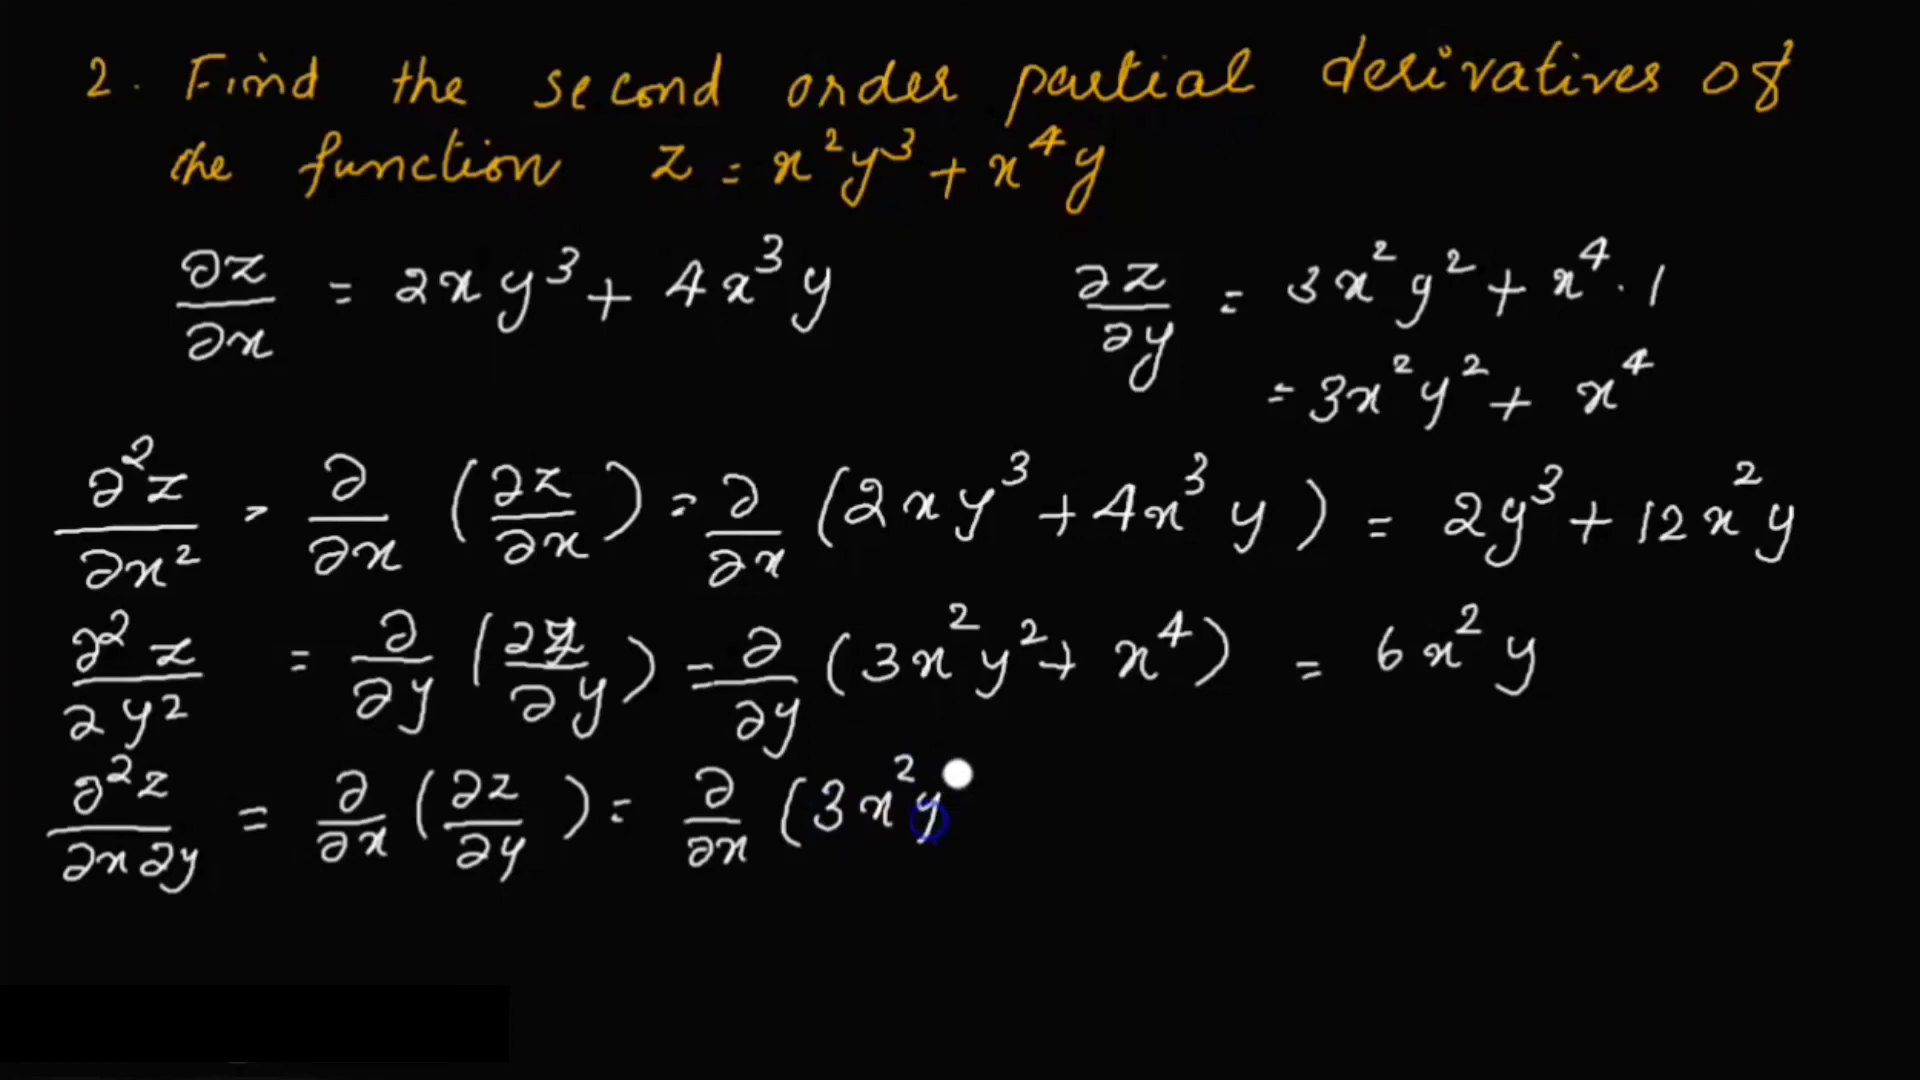 2. Find the second order partial derivatives of
the function z = x²y³ + x⁴y
∂z/∂x = 2xy³ + 4x³y ∂z/∂y = 3x²y² + x⁴·1
= 3x²y² + x⁴
∂²z/∂x² = ∂/∂x (∂z/∂x) = ∂/∂x (2xy³ + 4x³y) = 2y³ + 12x²y
∂²z/∂y² = ∂/∂y (∂z/∂y) = ∂/∂y (3x²y² + x⁴) = 6x²y
∂²z/∂x∂y = ∂/∂x (∂z/∂y) = ∂/∂x (3x²y